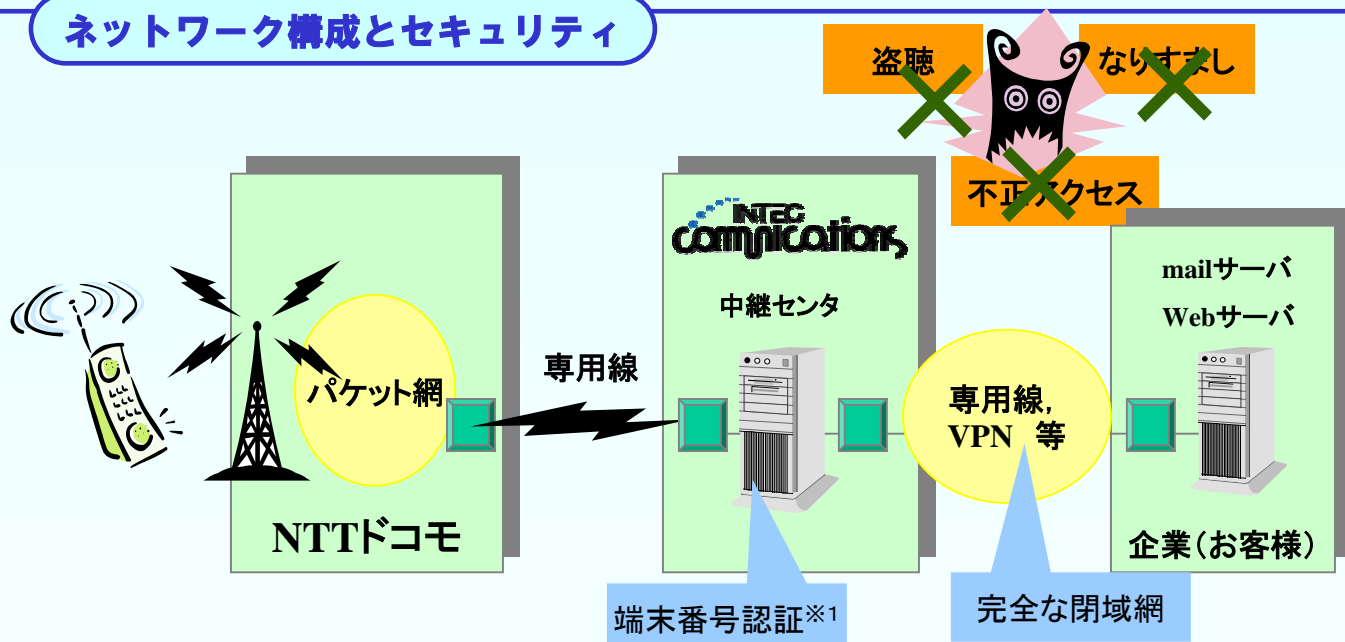 ネットワーク構成とセキュリティ
盗聴
なりすまし
不正アクセス
INTEC
communications
中継センタ
mailサーバ
Webサーバ
パケット網
専用線
専用線,
VPN 等
NTTドコモ
企業(お客様)
端末番号認証※1
完全な閉域網